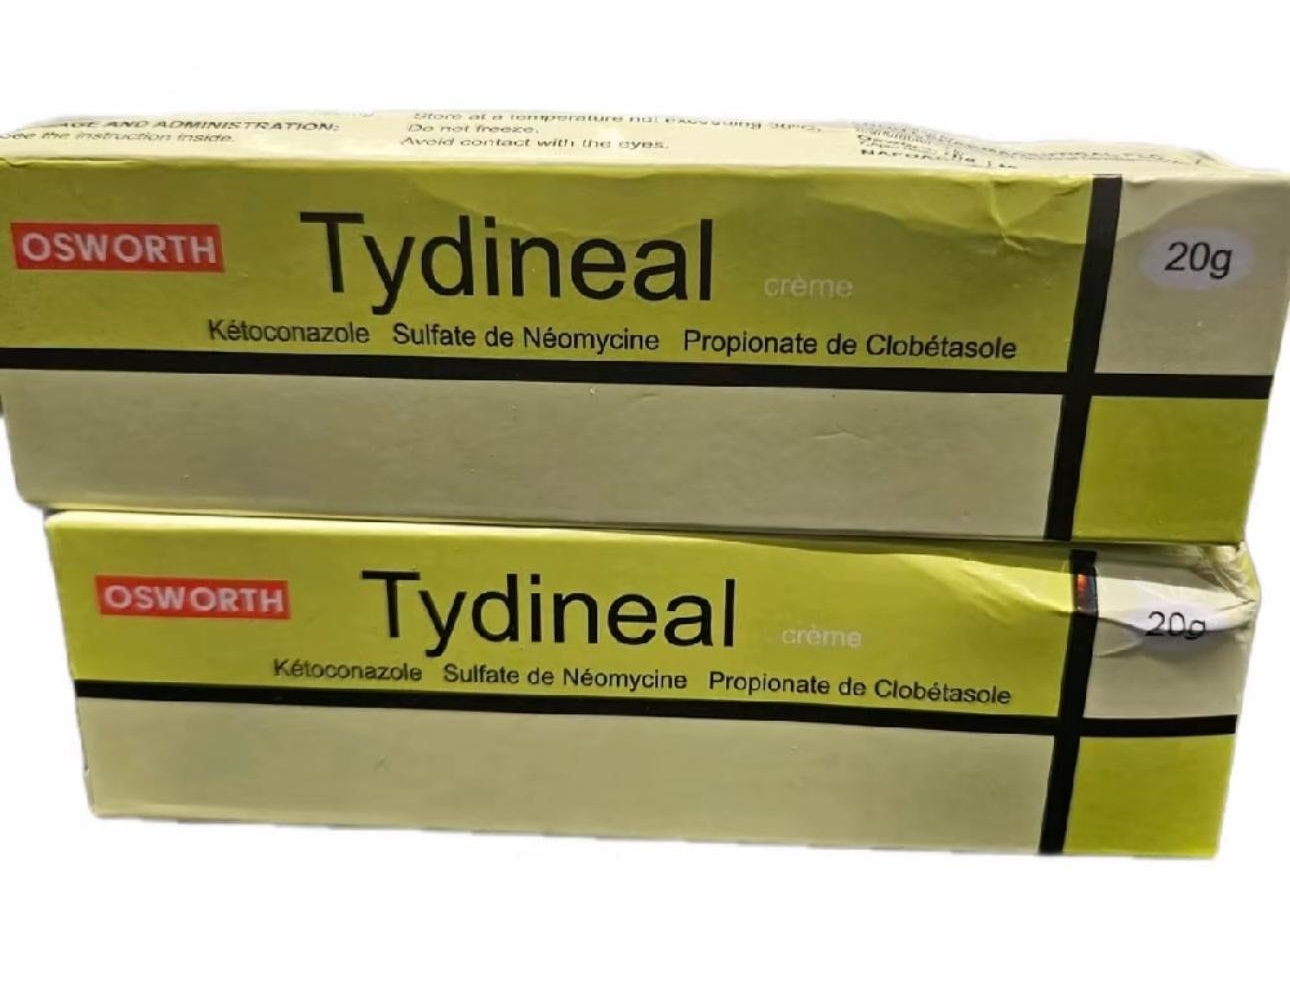 AGE AND ADMINISTRATION:
see the instruction inside.
Store at a temperature not exceeding
Do not freeze.
Avoid contact with the eyes.
OSWORTH
Tydineal crème
20g
Kétoconazole Sulfate de Néomycine Propionate de Clobétasole
OSWORTH
Tydineal crème
20g
Kétoconazole Sulfate de Néomycine Propionate de Clobétasole